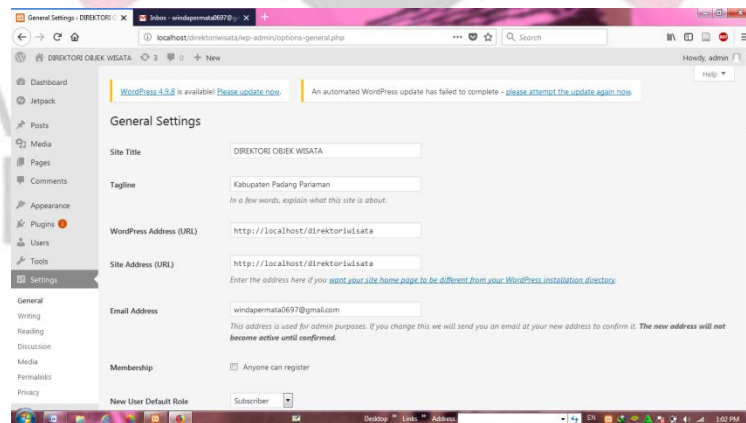 General Settings ‹ DIREKTORI O
Inbox - windapermata0697@g
localhost/direktoriwisata/wp-admin/options-general.php
Search
DIREKTORI OBJEK WISATA 3 0 + New
Howdy, admin
Help
Dashboard
Jetpack
Posts
Media
Pages
Comments
Appearance
Plugins 1
Users
Tools
Settings
General
Writing
Reading
Discussion
Media
Permalinks
Privacy
WordPress 4.9.8 is available! Please update now.
An automated WordPress update has failed to complete - please attempt the update again now.
General Settings
Site Title DIREKTORI OBJEK WISATA
Tagline Kabupaten Padang Pariaman
In a few words, explain what this site is about.
WordPress Address (URL) http://localhost/direktoriwisata
Site Address (URL) http://localhost/direktoriwisata
Enter the address here if you want your site home page to be different from your WordPress installation directory.
Email Address windapermata0697@gmail.com
This address is used for admin purposes. If you change this we will send you an email at your new address to confirm it. The new address will not
become active until confirmed.
Membership Anyone can register
New User Default Role Subscriber
Desktop » Links » Address
EN
1:02 PM